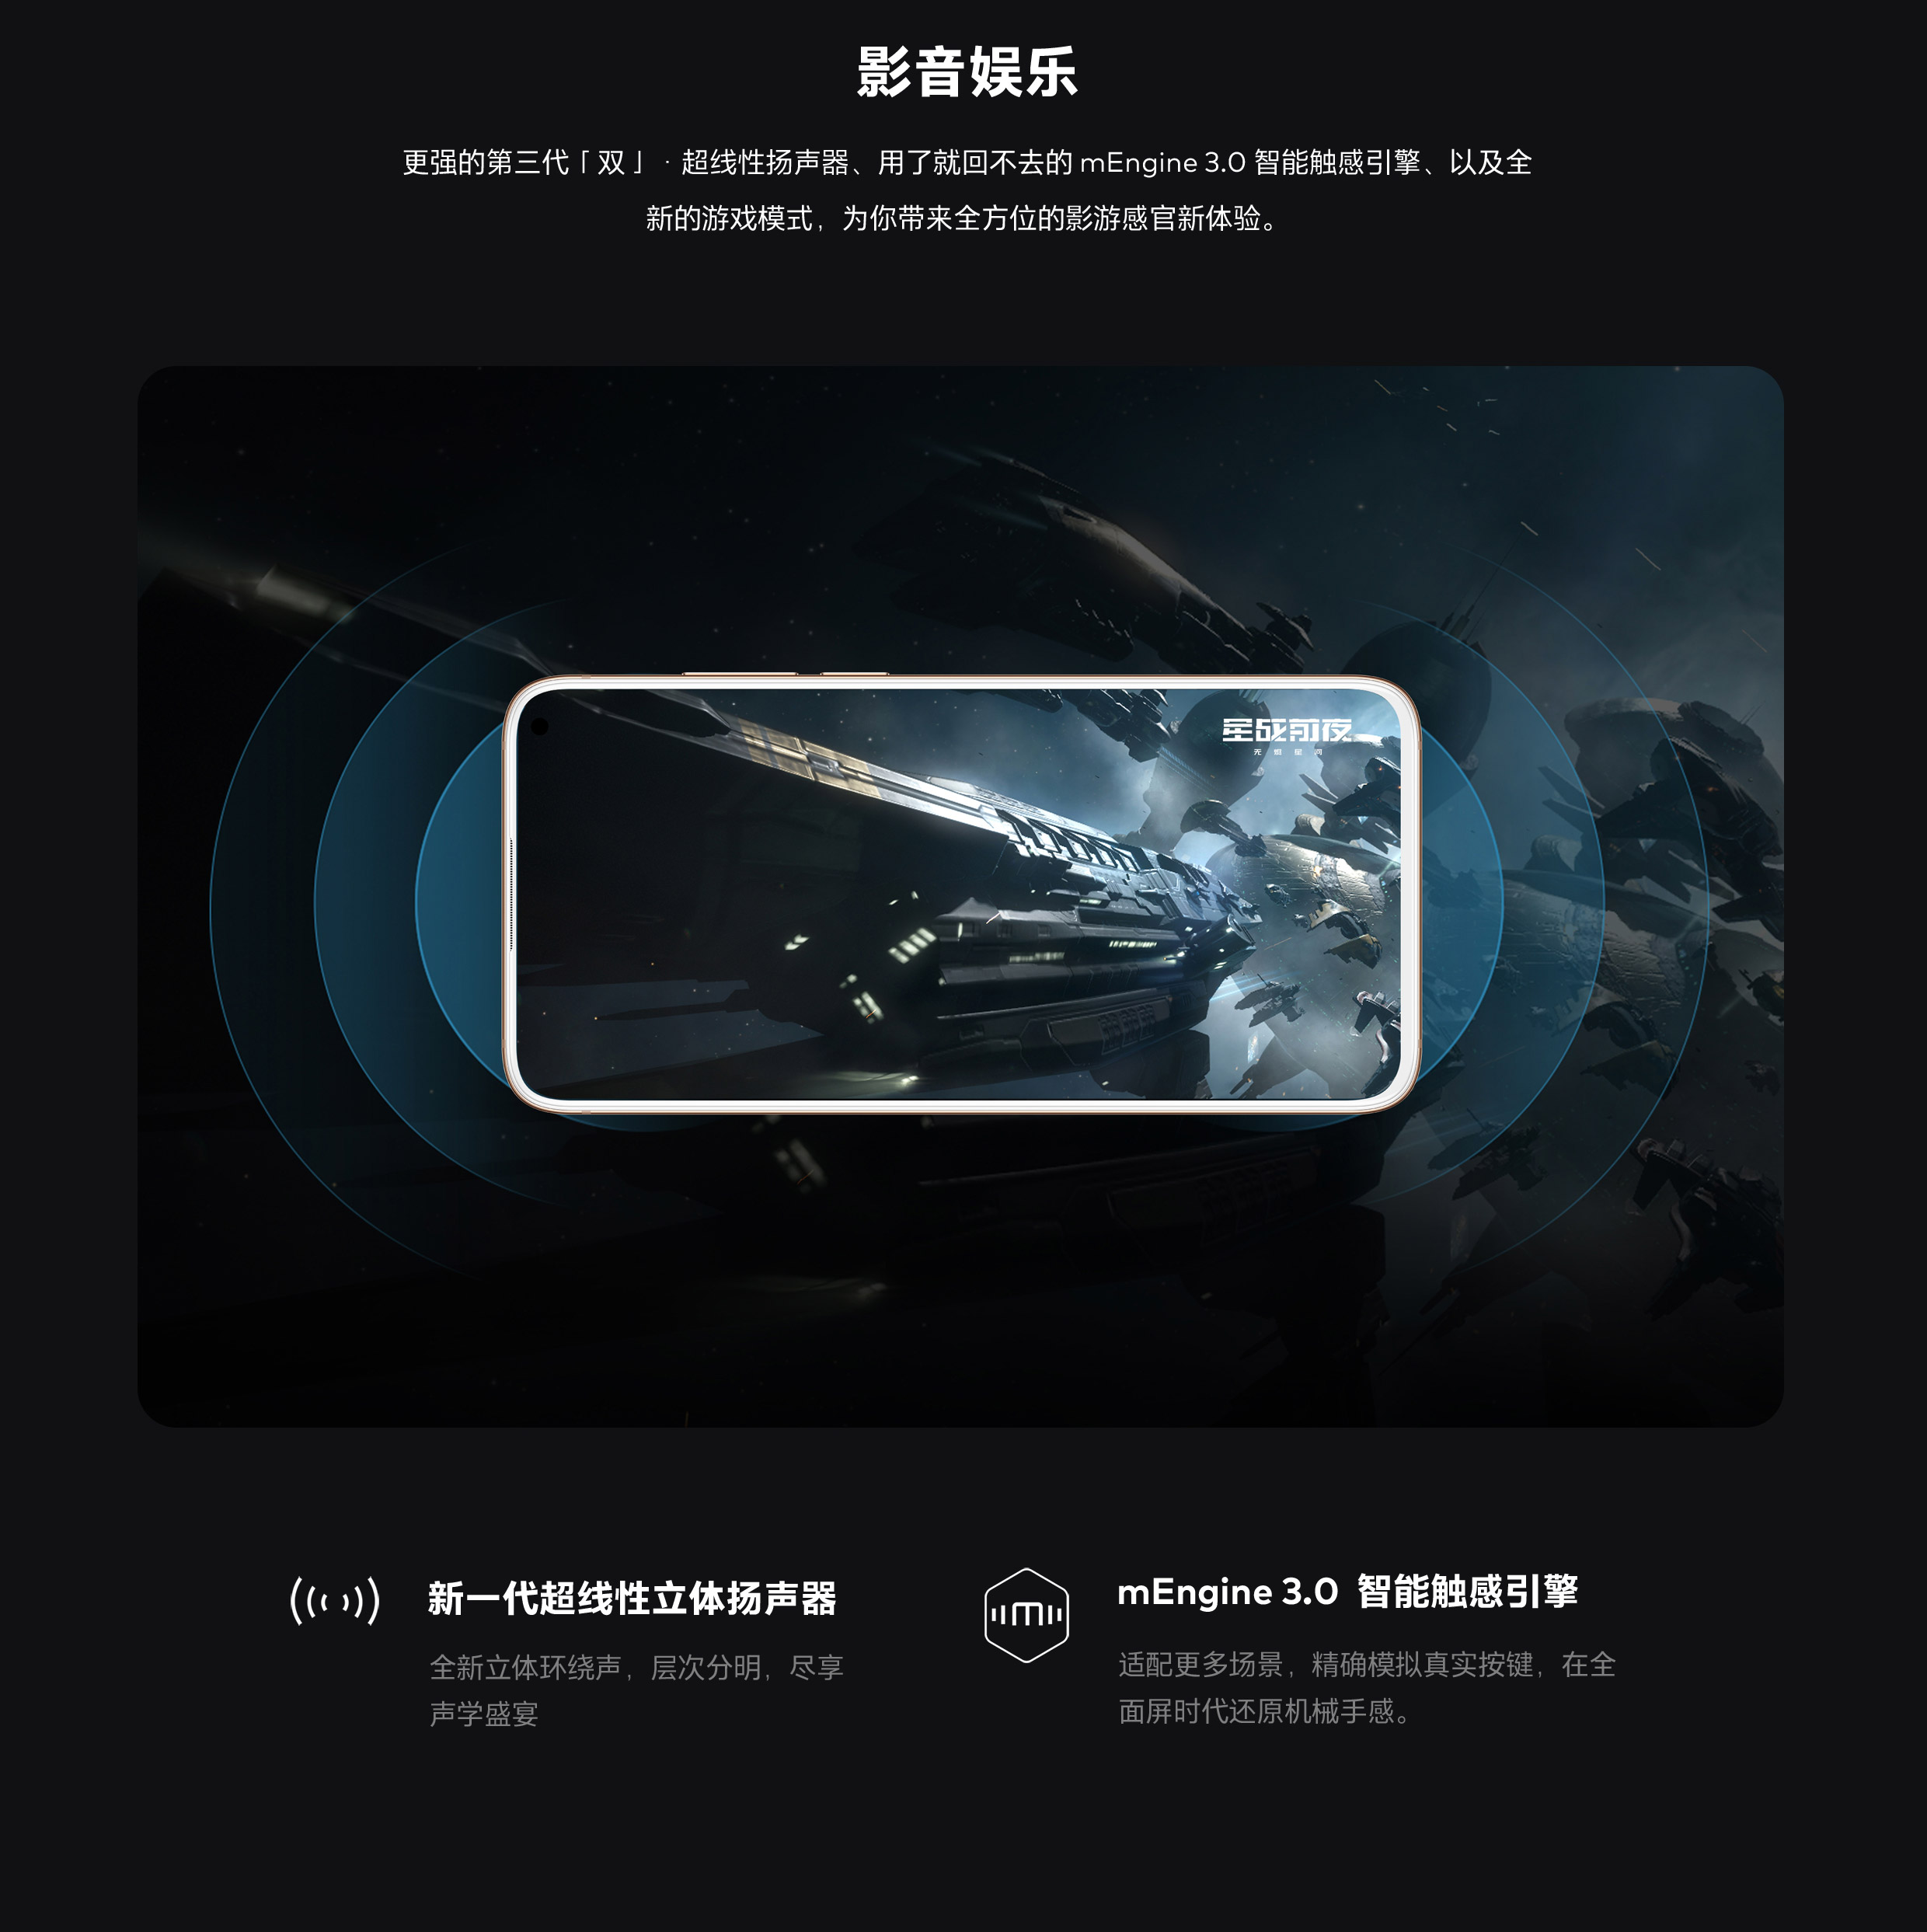 影音娱乐
更强的第三代「双」· 超线性扬声器、用了就回不去的 mEngine 3.0 智能触感引擎、以及全
新的游戏模式，为你带来全方位的影游感官新体验。
星战前夜
无烬星河
新一代超线性立体扬声器
全新立体环绕声，层次分明，尽享
声学盛宴
mEngine 3.0 智能触感引擎
适配更多场景，精确模拟真实按键，在全
面屏时代还原机械手感。